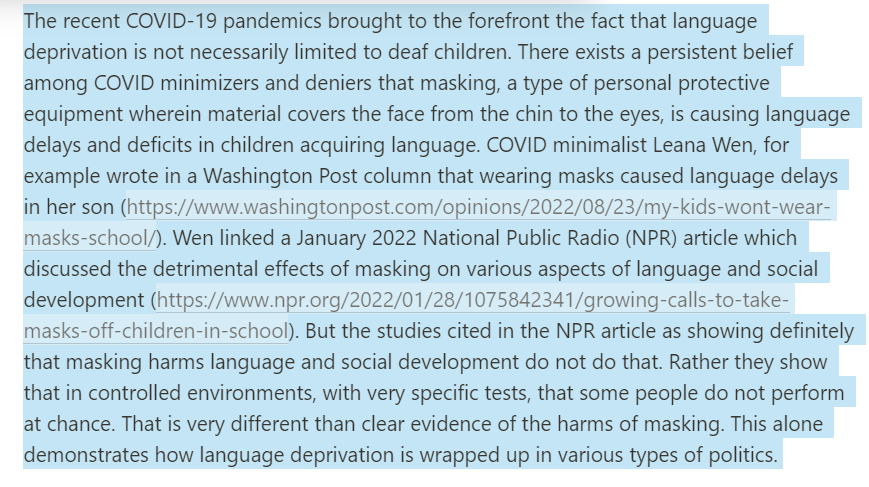 The recent COVID-19 pandemics brought to the forefront the fact that language
deprivation is not necessarily limited to deaf children. There exists a persistent belief
among COVID minimizers and deniers that masking, a type of personal protective
equipment wherein material covers the face from the chin to the eyes, is causing language
delays and deficits in children acquiring language. COVID minimalist Leana Wen, for
example wrote in a Washington Post column that wearing masks caused language delays
in her son (https://www.washingtonpost.com/opinions/2022/08/23/my-kids-wont-wear-
masks-school/). Wen linked a January 2022 National Public Radio (NPR) article which
discussed the detrimental effects of masking on various aspects of language and social
development (https://www.npr.org/2022/01/28/1075842341/growing-calls-to-take-
masks-off-children-in-school). But the studies cited in the NPR article as showing definitely
that masking harms language and social development do not do that. Rather they show
that in controlled environments, with very specific tests, that some people do not perform
at chance. That is very different than clear evidence of the harms of masking. This alone
demonstrates how language deprivation is wrapped up in various types of politics.